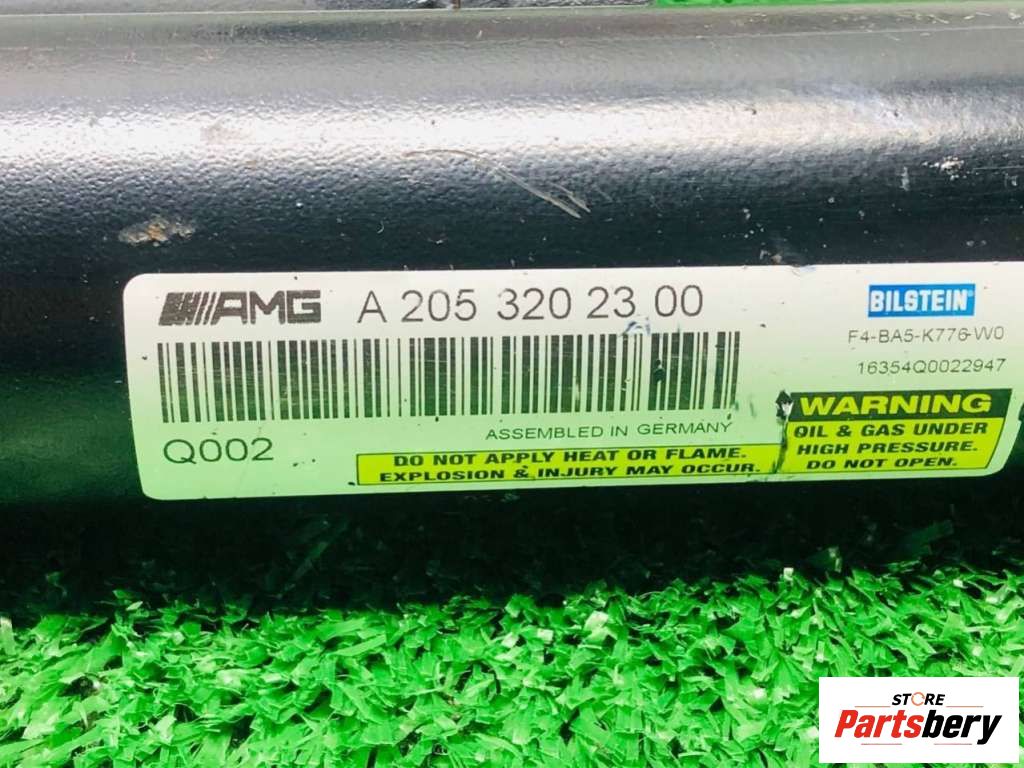 AMG A 205 320 23 00
BILSTEIN®
F4-BA5-K776-W0
16354Q0022947
Q002
ASSEMBLED IN GERMANY
DO NOT APPLY HEAT OR FLAME.
EXPLOSION & INJURY MAY OCCUR.
WARNING
OIL & GAS UNDER
HIGH PRESSURE.
DO NOT OPEN.
STORE
Partsbery